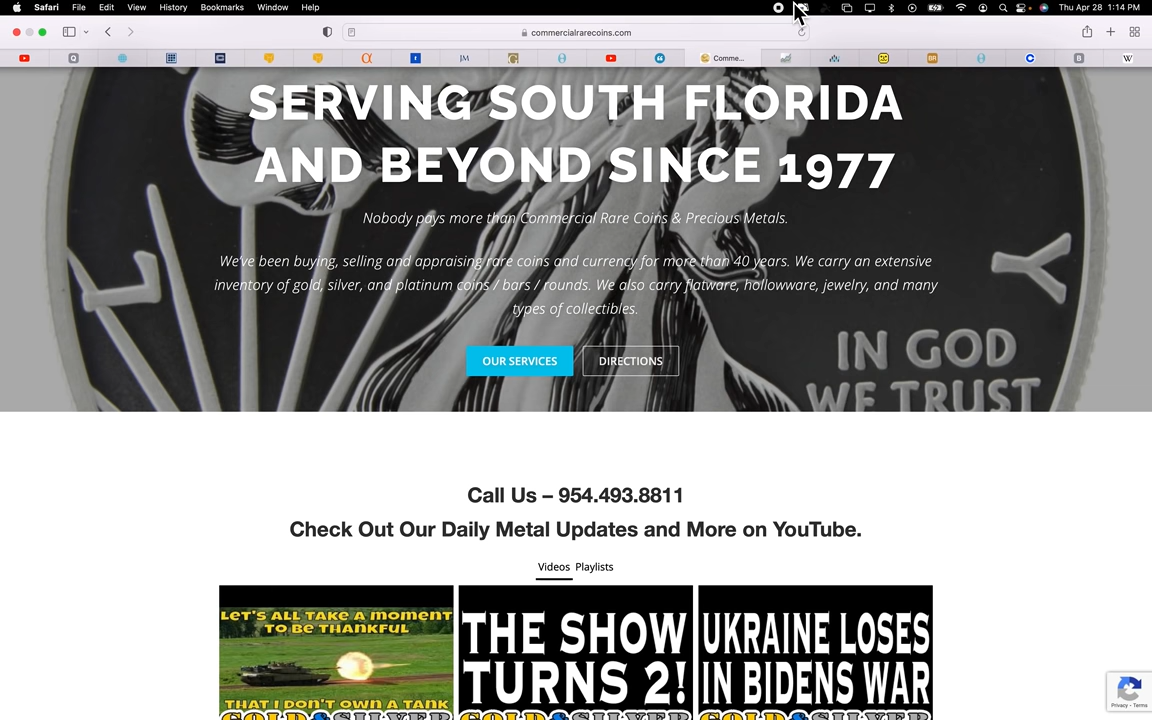 Safari File Edit View History Bookmarks Window Help Thu Apr 28 1:14 PM
commercialrarecoins.com
Comme...
SERVING SOUTH FLORIDA
AND BEYOND SINCE 1977
Nobody pays more than Commercial Rare Coins & Precious Metals.
We've been buying, selling and appraising rare coins and currency for more than 40 years. We carry an extensive
inventory of gold, silver, and platinum coins / bars / rounds. We also carry flatware, hollowware, jewelry, and many
types of collectibles.
OUR SERVICES DIRECTIONS
L
Y
IN GOD
WE TRUST
Call Us – 954.493.8811
Check Out Our Daily Metal Updates and More on YouTube.
Videos Playlists
LET'S ALL TAKE A MOMENT
TO BE THANKFUL
THAT I DON'T OWN A TANK
GOLD & SILVER
THE SHOW
TURNS 2!
GOLD & SILVER
UKRAINE LOSES
IN BIDENS WAR
GOLD & SILVER
Privacy - Terms